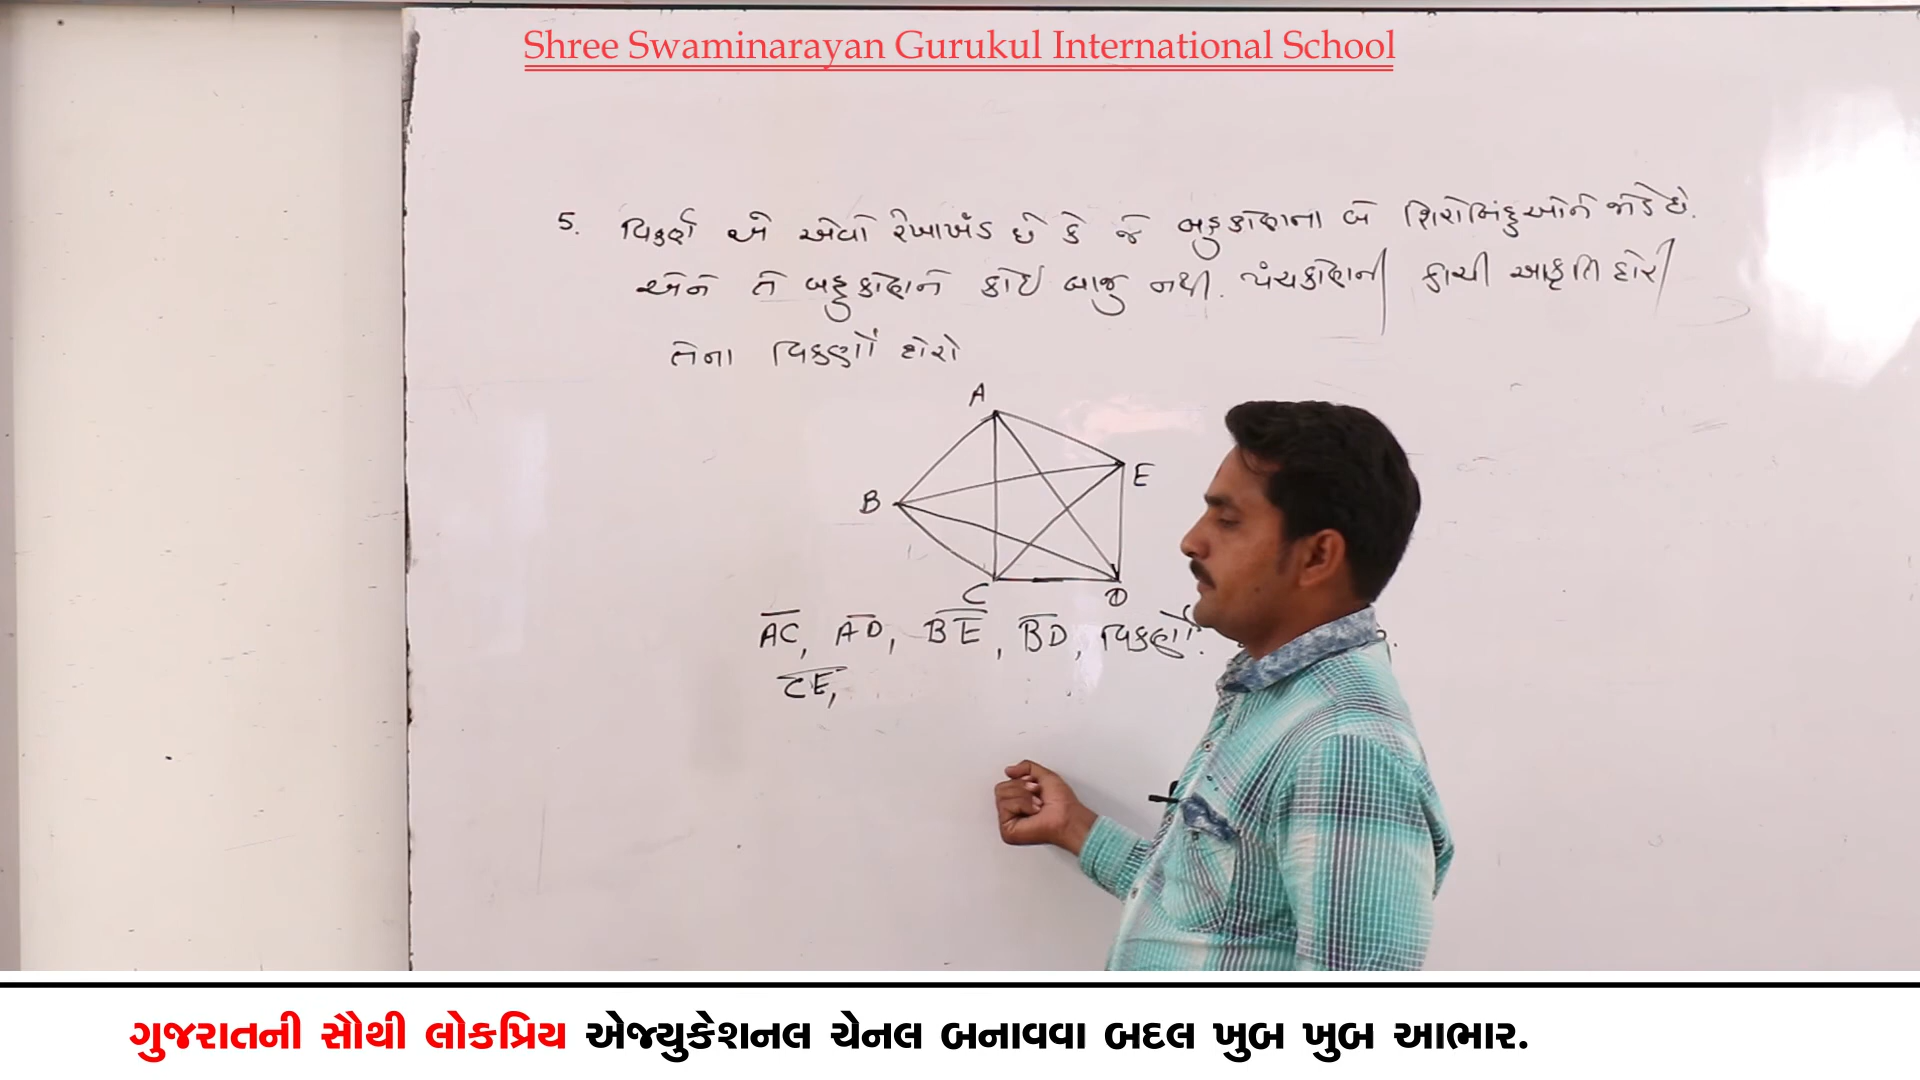 Shree Swaminarayan Gurukul International School
5. વિકર્ણ એ એવો રેખાખંડ છે કે જે બહુકોણના બે શિરોબિંદુઓને જોડે છે.
અને તે બહુકોણને કોઈ બાજુ નથી. પંચકોણની કાચી આકૃતિ દોરી
તેના વિકર્ણો દોરો
A
E
B
C
D
AC, AD, BE, BD, વિકર્ણો.
CE,
ગુજરાતની સૌથી લોકપ્રિય એજ્યુકેશનલ ચેનલ બનાવવા બદલ ખુબ ખુબ આભાર.